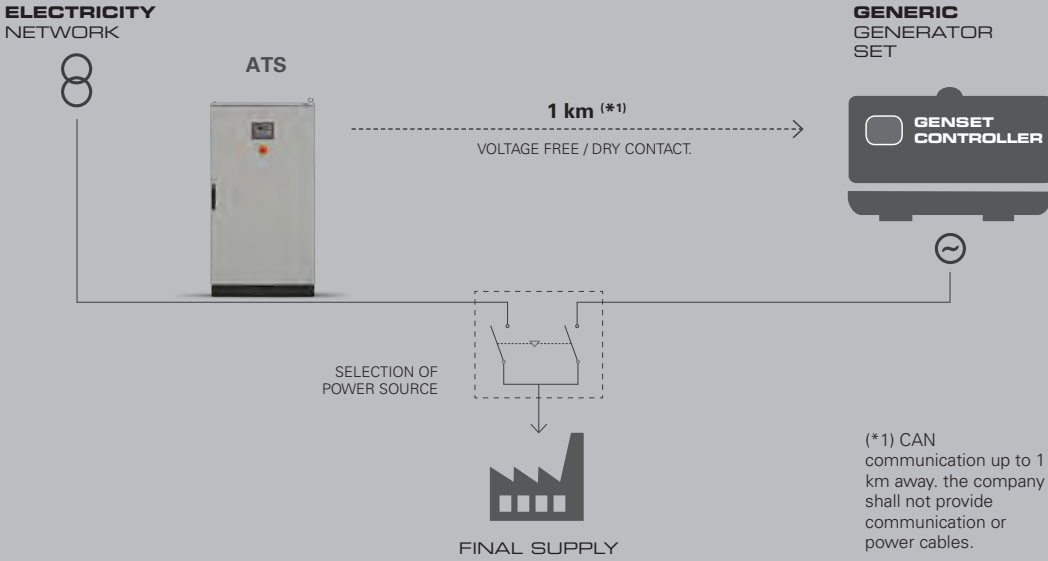 ELECTRICITY
NETWORK
ATS
GENERIC
GENERATOR
SET
1 km (*1)
VOLTAGE FREE / DRY CONTACT.
GENSET
CONTROLLER
SELECTION OF
POWER SOURCE
FINAL SUPPLY
(*1) CAN
communication up to 1
km away. the company
shall not provide
communication or
power cables.